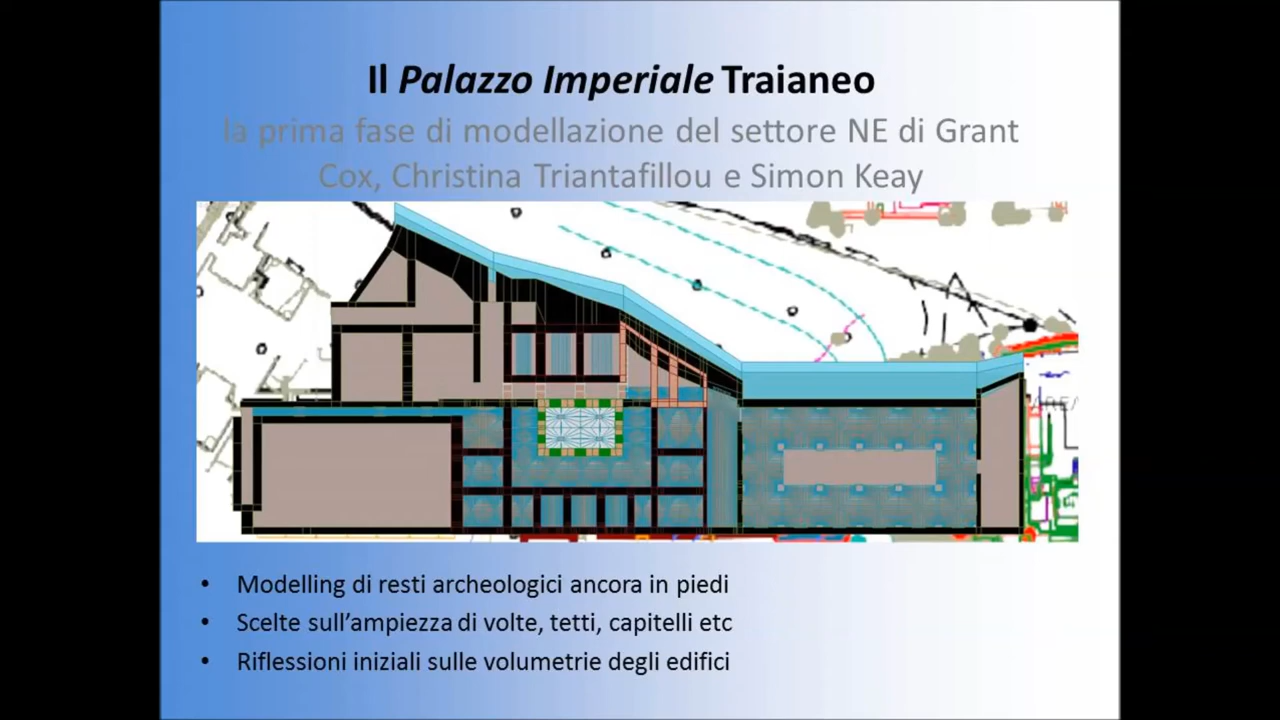 Il Palazzo Imperiale Traianeo
la prima fase di modellazione del settore NE di Grant
Cox, Christina Triantafillou e Simon Keay
• Modelling di resti archeologici ancora in piedi
• Scelte sull'ampiezza di volte, tetti, capitelli etc
• Riflessioni iniziali sulle volumetrie degli edifici